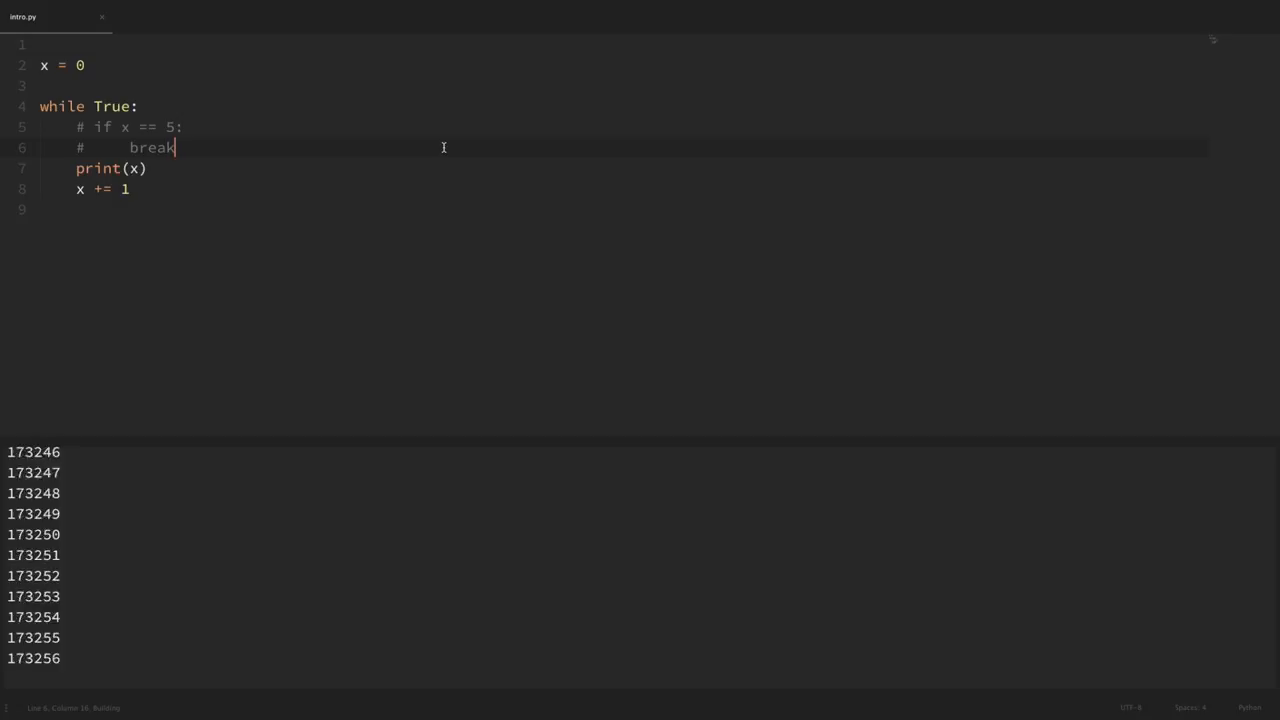 intro.py ×
1
2 x = 0
3
4 while True:
5     # if x == 5:
6     #     break
7     print(x)
8     x += 1
9
173246
173247
173248
173249
173250
173251
173252
173253
173254
173255
173256
Line 6, Column 16, Building UTF-8 Spaces: 4 Python